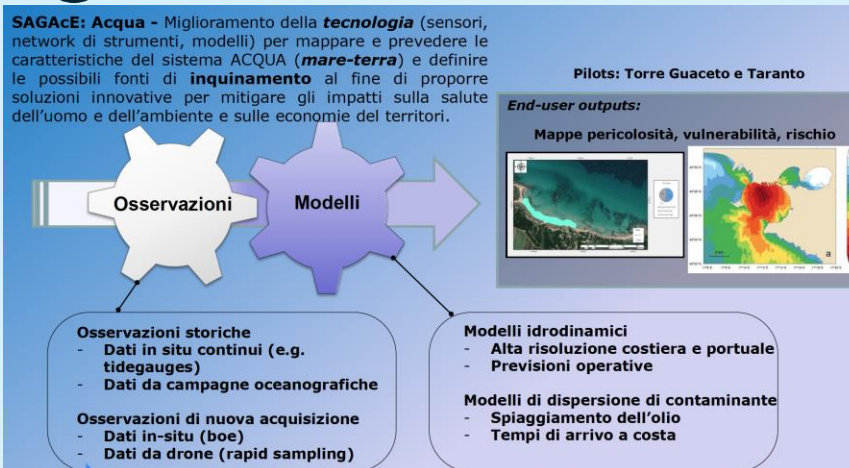 SAGAcE: Acqua - Miglioramento della tecnologia (sensori,
network di strumenti, modelli) per mappare e prevedere le
caratteristiche del sistema ACQUA (mare-terra) e definire
le possibili fonti di inquinamento al fine di proporre
soluzioni innovative per mitigare gli impatti sulla salute
dell'uomo e dell'ambiente e sulle economie del territori.
Pilots: Torre Guaceto e Taranto
End-user outputs:
Mappe pericolosità, vulnerabilità, rischio
Osservazioni
Modelli
a
Osservazioni storiche
- Dati in situ continui (e.g.
tidegauges)
- Dati da campagne oceanografiche
Osservazioni di nuova acquisizione
- Dati in-situ (boe)
- Dati da drone (rapid sampling)
Modelli idrodinamici
- Alta risoluzione costiera e portuale
- Previsioni operative
Modelli di dispersione di contaminante
- Spiaggiamento dell'olio
- Tempi di arrivo a costa